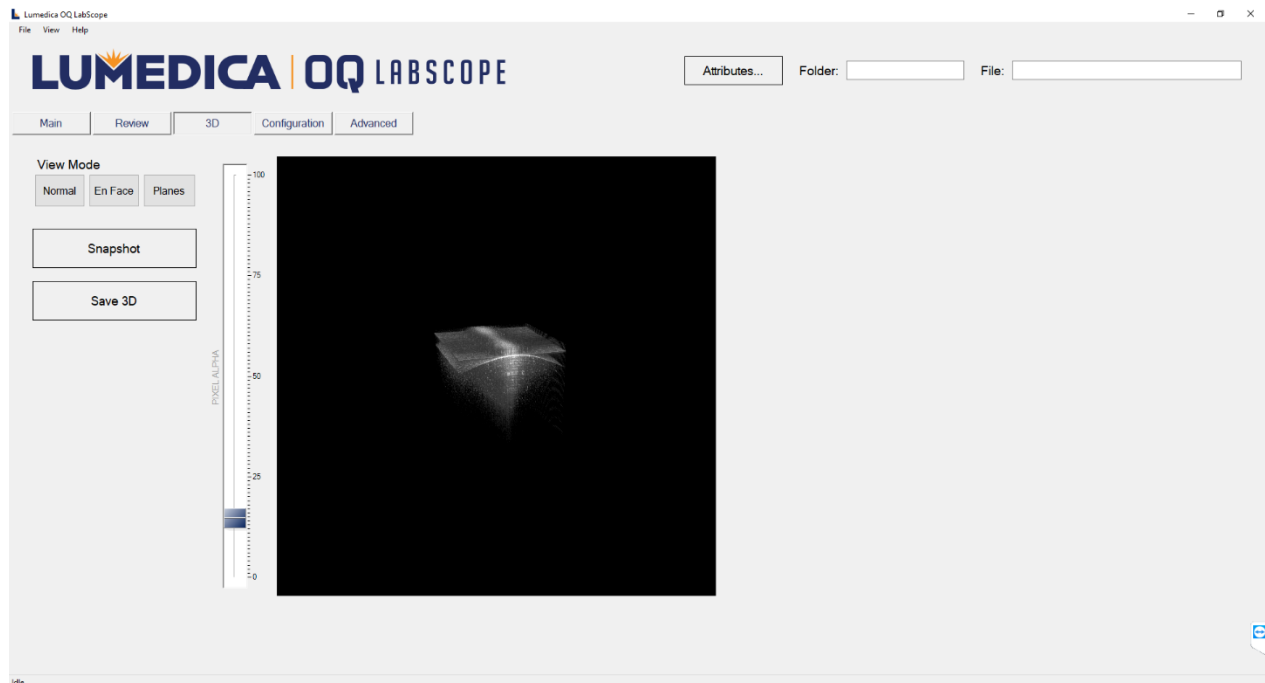 Lumedica OQ LabScope
File View Help
LUMEDICA | OQ LABSCOPE
Attributes... Folder: File:
Main Review 3D Configuration Advanced
View Mode
Normal En Face Planes
Snapshot
Save 3D
PIXEL ALPHA
100
75
50
25
0
Idle